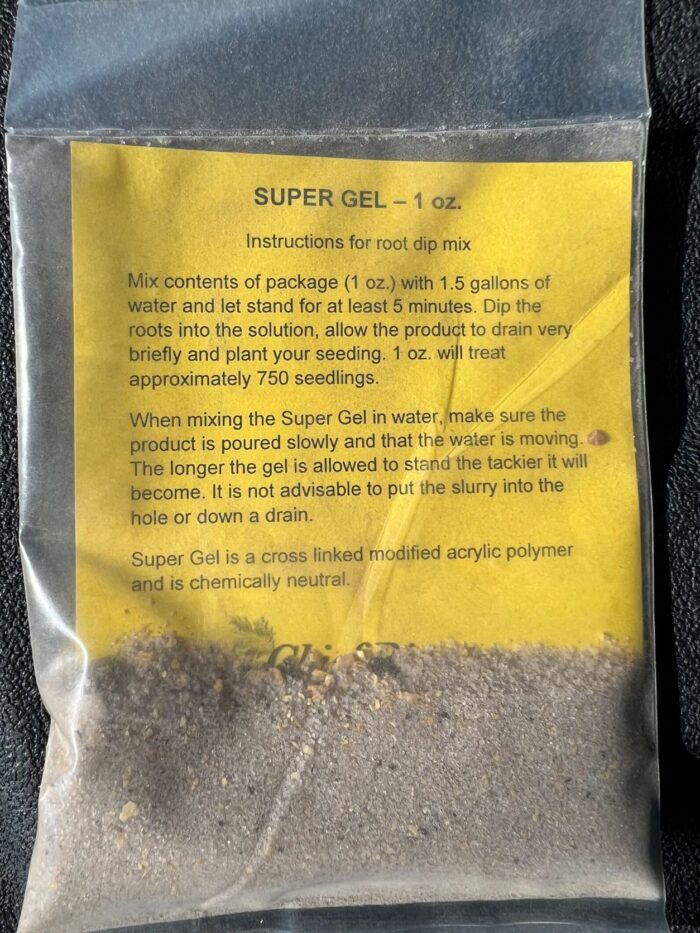 SUPER GEL – 1 oz.
Instructions for root dip mix
Mix contents of package (1 oz.) with 1.5 gallons of
water and let stand for at least 5 minutes. Dip the
roots into the solution, allow the product to drain very
briefly and plant your seeding. 1 oz. will treat
approximately 750 seedlings.
When mixing the Super Gel in water, make sure the
product is poured slowly and that the water is moving.
The longer the gel is allowed to stand the tackier it will
become. It is not advisable to put the slurry into the
hole or down a drain.
Super Gel is a cross linked modified acrylic polymer
and is chemically neutral.